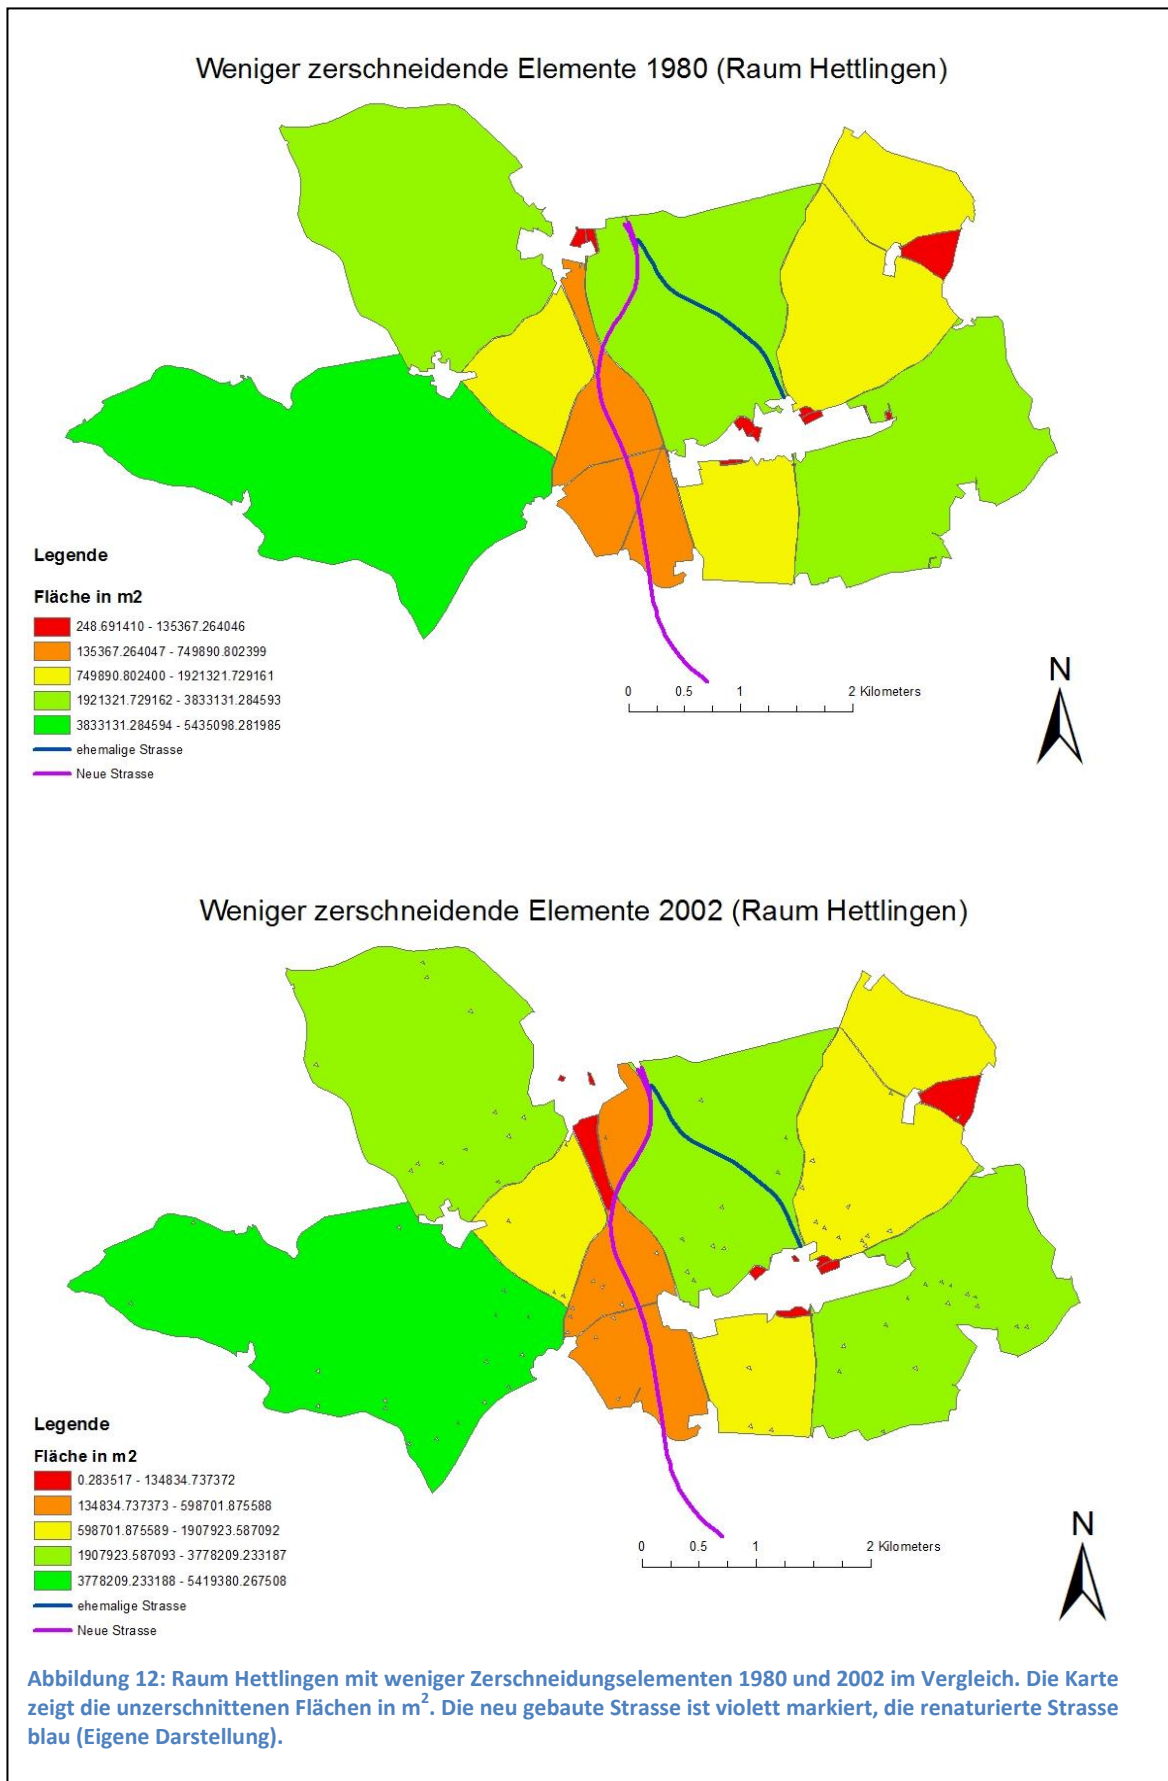 Weniger zerschneidende Elemente 1980 (Raum Hettlingen)
Legende
Fläche in m2
248.691410 - 135367.264046
135367.264047 - 749890.802399
749890.802400 - 1921321.729161
1921321.729162 - 3833131.284593
3833131.284594 - 5435098.281985
ehemalige Strasse
Neue Strasse
0 0.5 1 2 Kilometers
N
Weniger zerschneidende Elemente 2002 (Raum Hettlingen)
Legende
Fläche in m2
0.283517 - 134834.737372
134834.737373 - 598701.875588
598701.875589 - 1907923.587092
1907923.587093 - 3778209.233187
3778209.233188 - 5419380.267508
ehemalige Strasse
Neue Strasse
0 0.5 1 2 Kilometers
N
Abbildung 12: Raum Hettlingen mit weniger Zerschneidungselementen 1980 und 2002 im Vergleich. Die Karte
zeigt die unzerschnittenen Flächen in m². Die neu gebaute Strasse ist violett markiert, die renaturierte Strasse
blau (Eigene Darstellung).